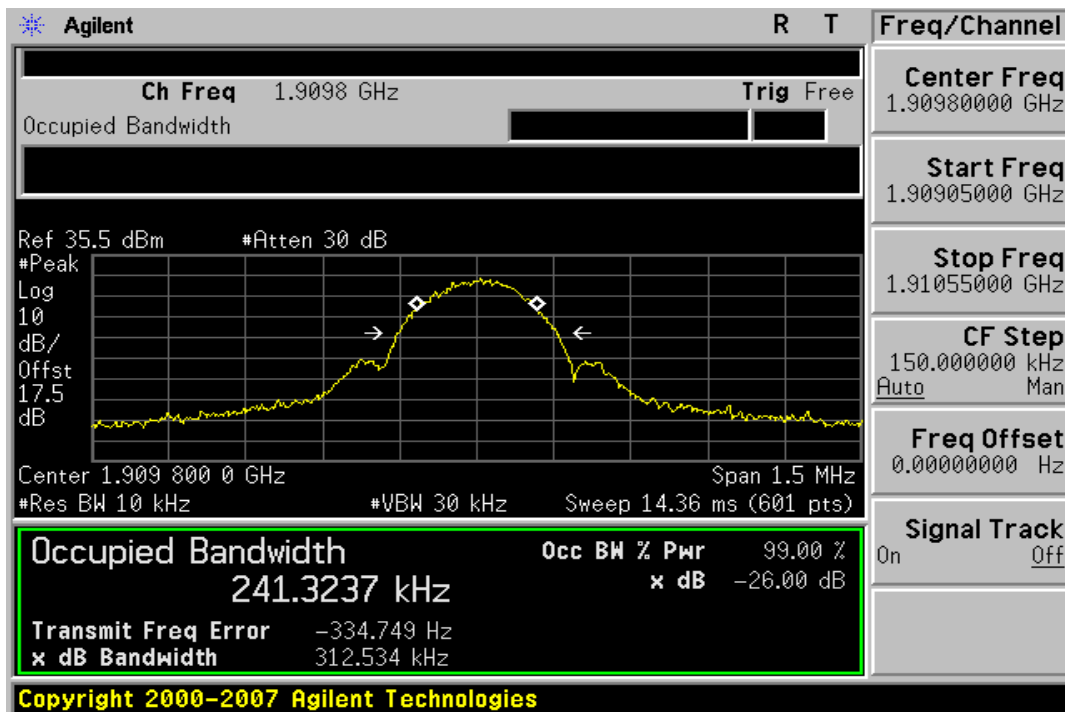 Agilent R T
Ch Freq 1.9098 GHz Trig Free
Occupied Bandwidth
Ref 35.5 dBm #Atten 30 dB
#Peak
Log
10
dB/
Offst
17.5
dB
Center 1.909 800 0 GHz Span 1.5 MHz
#Res BW 10 kHz #VBW 30 kHz Sweep 14.36 ms (601 pts)
Occupied Bandwidth Occ BW % Pwr 99.00 %
241.3237 kHz x dB -26.00 dB
Transmit Freq Error -334.749 Hz
x dB Bandwidth 312.534 kHz
Copyright 2000-2007 Agilent Technologies
Freq/Channel
Center Freq
1.90980000 GHz
Start Freq
1.90905000 GHz
Stop Freq
1.91055000 GHz
CF Step
150.000000 kHz
Auto Man
Freq Offset
0.00000000 Hz
Signal Track
On Off